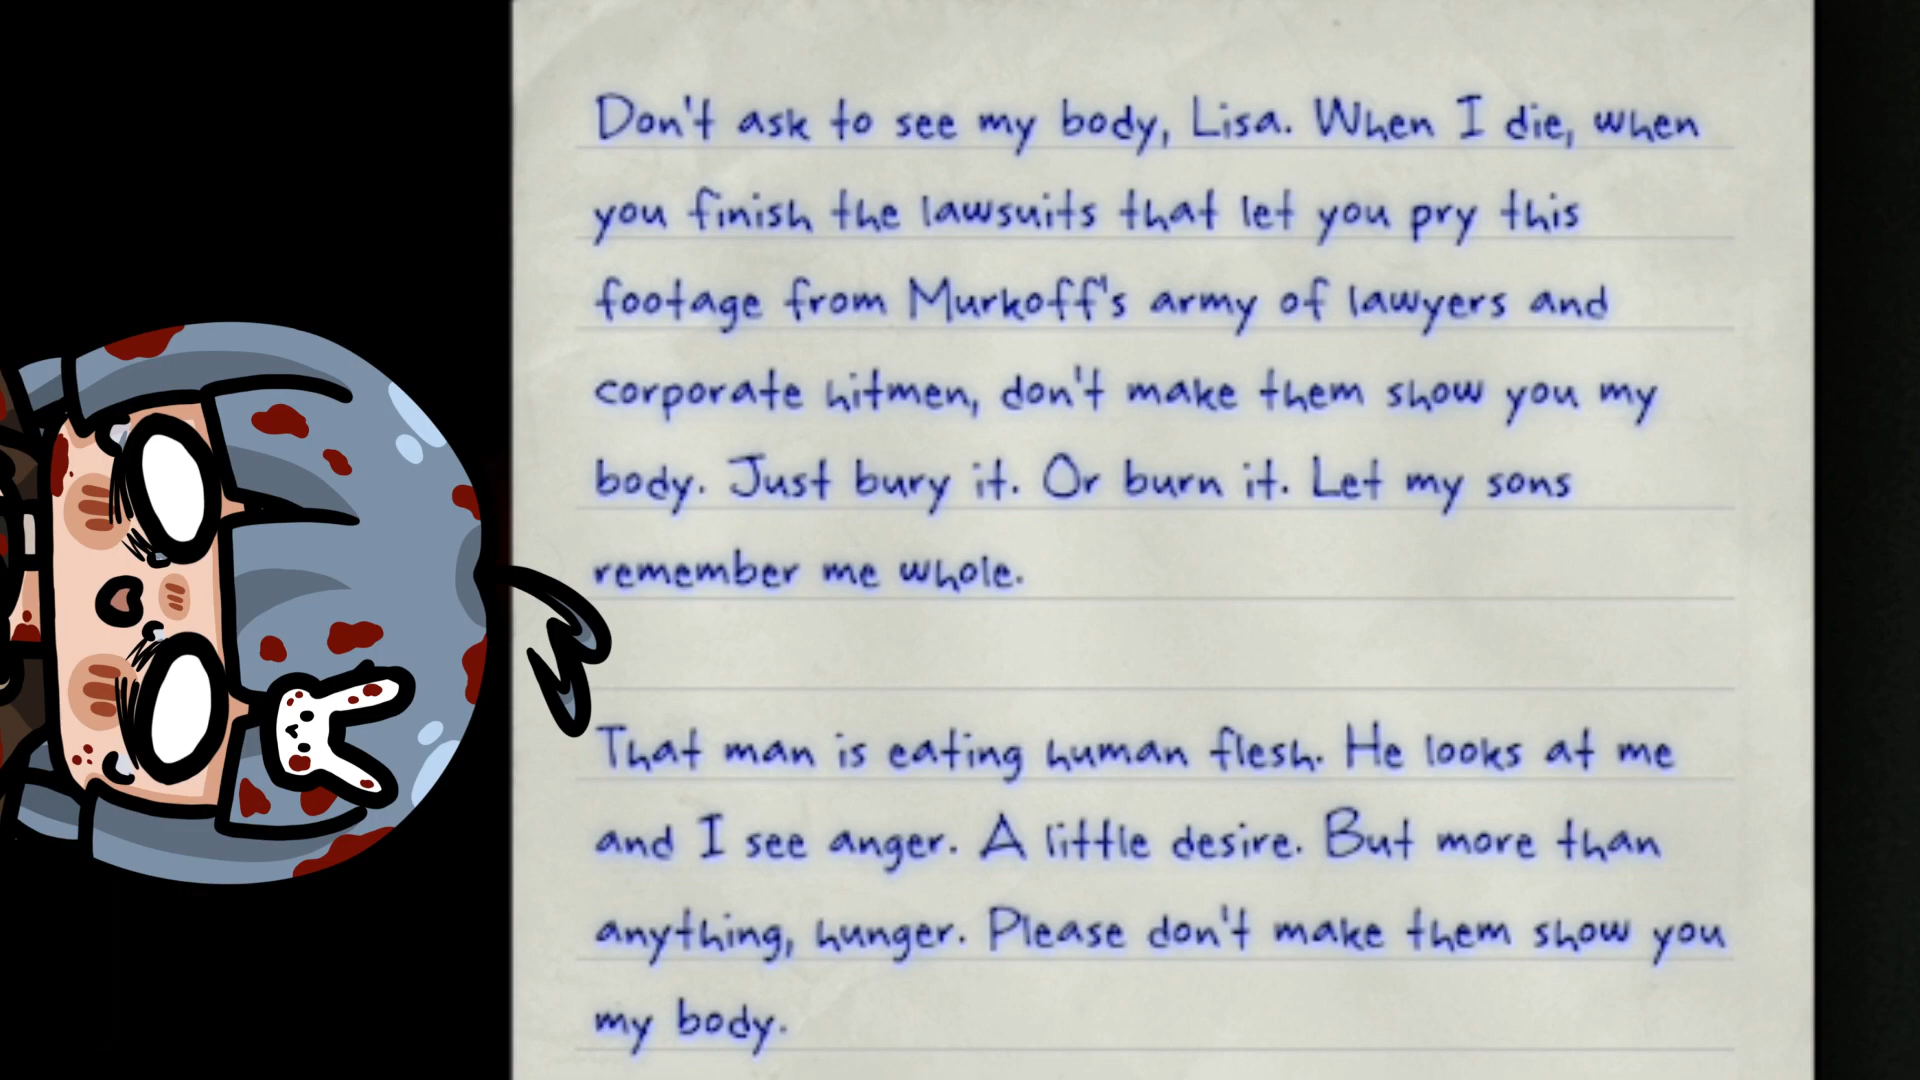 Don't ask to see my body, Lisa. When I die, when
you finish the lawsuits that let you pry this
footage from Murkoff's army of lawyers and
corporate hitmen, don't make them show you my
body. Just bury it. Or burn it. Let my sons
remember me whole.
That man is eating human flesh. He looks at me
and I see anger. A little desire. But more than
anything, hunger. Please don't make them show you
my body.